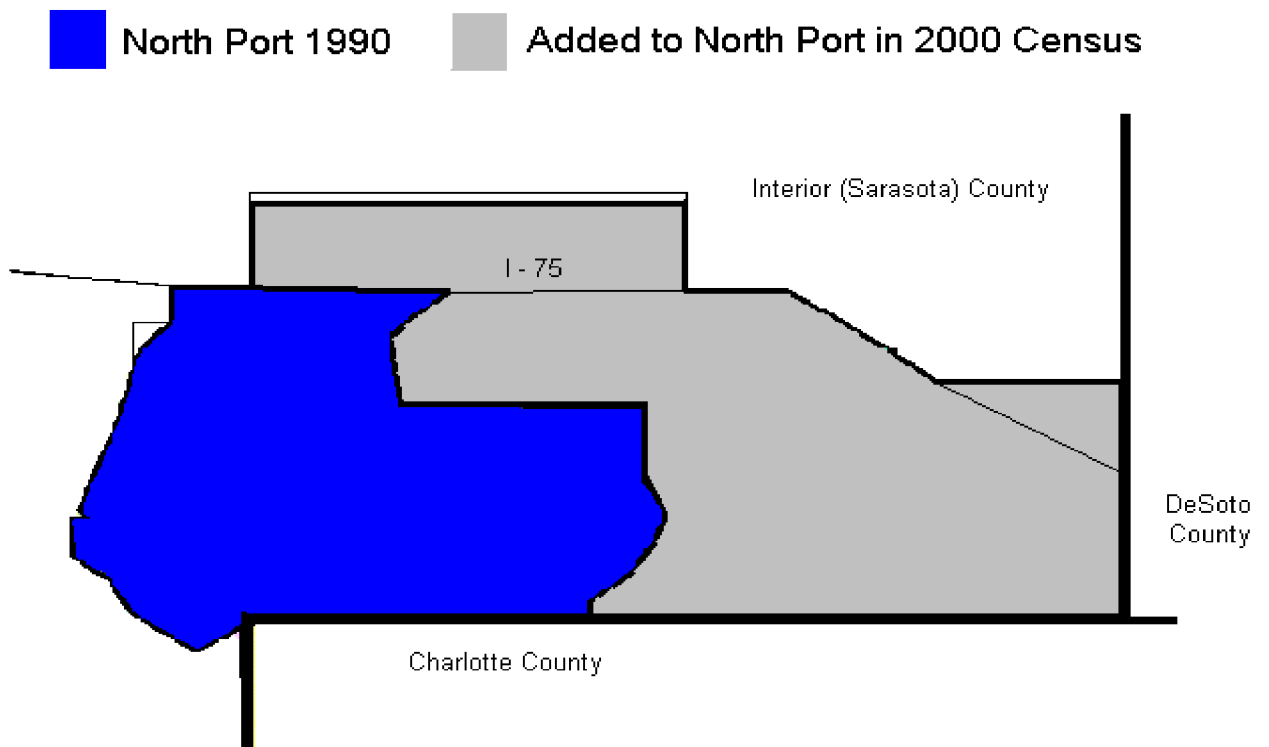 North Port 1990
Added to North Port in 2000 Census
Interior (Sarasota) County
I - 75
DeSoto
County
Charlotte County